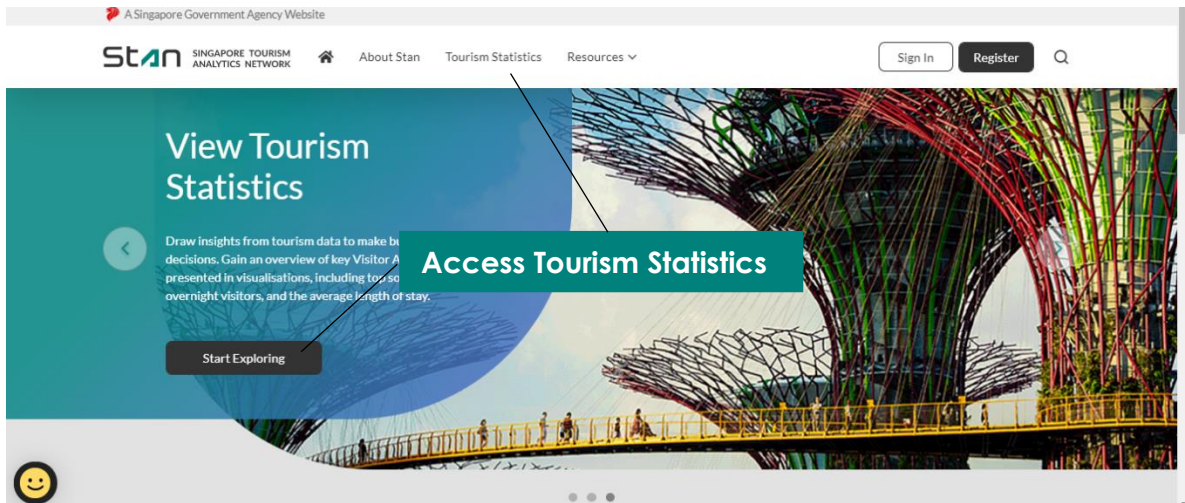 A Singapore Government Agency Website
Stan SINGAPORE TOURISM ANALYTICS NETWORK About Stan Tourism Statistics Resources Sign In Register
View Tourism
Statistics
Draw insights from tourism data to make
decisions. Gain an overview of key Visitor
presented in visualisations, including top
overnight visitors, and the average length of stay.
Access Tourism Statistics
Start Exploring